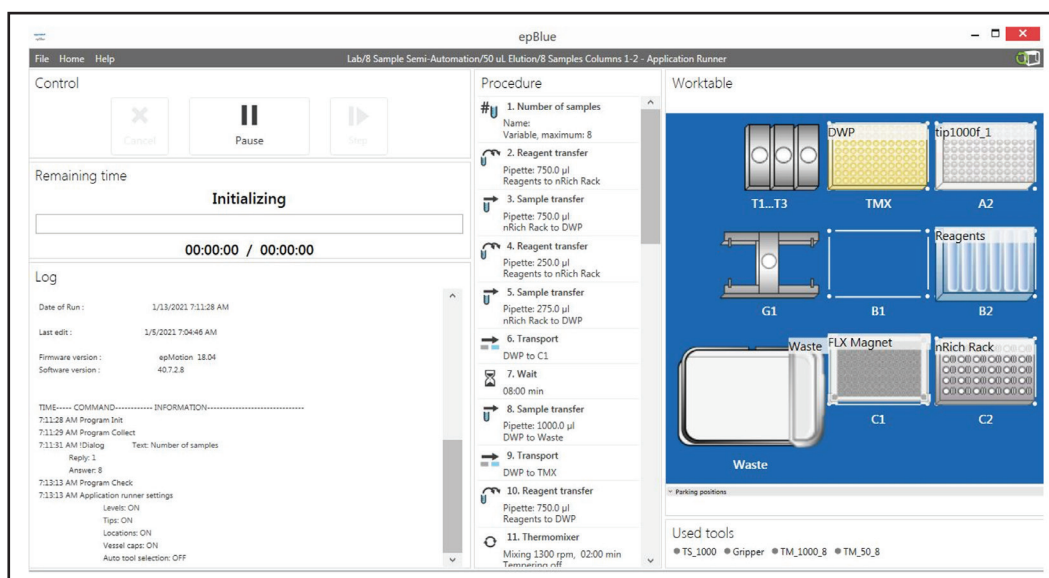 epBlue
File Home Help
Lab/8 Sample Semi-Automation/50 uL Elution/8 Samples Columns 1-2 - Application Runner
Control
Cancel
Pause
Skip
Remaining time
Initializing
00:00:00 / 00:00:00
Log
Date of Run : 1/13/2021 7:11:28 AM
Last edit : 1/5/2021 7:04:46 AM
Firmware version : epMotion 18.04
Software version : 40.7.2.8
TIME----- COMMAND------------ INFORMATION--------------------------------
7:11:28 AM Program Init
7:11:29 AM Program Collect
7:11:31 AM !Dialog Text: Number of samples
Reply: 1
Answer: 8
7:13:13 AM Program Check
7:13:13 AM Application runner settings
Levels: ON
Tips: ON
Locations: ON
Vessel caps: ON
Auto tool selection: OFF
Procedure
1. Number of samples
Name:
Variable, maximum: 8
2. Reagent transfer
Pipette: 750.0 µl
Reagents to nRich Rack
3. Sample transfer
Pipette: 750.0 µl
nRich Rack to DWP
4. Reagent transfer
Pipette: 250.0 µl
Reagents to nRich Rack
5. Sample transfer
Pipette: 275.0 µl
nRich Rack to DWP
6. Transport
DWP to C1
7. Wait
08:00 min
8. Sample transfer
Pipette: 1000.0 µl
DWP to Waste
9. Transport
DWP to TMX
10. Reagent transfer
Pipette: 750.0 µl
Reagents to DWP
11. Thermomixer
Mixing 1300 rpm, 02:00 min
Tempering off
Worktable
DWP
tip1000f_1
T1...T3
TMX
A2
Reagents
G1
B1
B2
Waste
FLX Magnet
nRich Rack
C1
C2
Waste
Parking positions
Used tools
TS_1000 Gripper TM_1000_8 TM_50_8